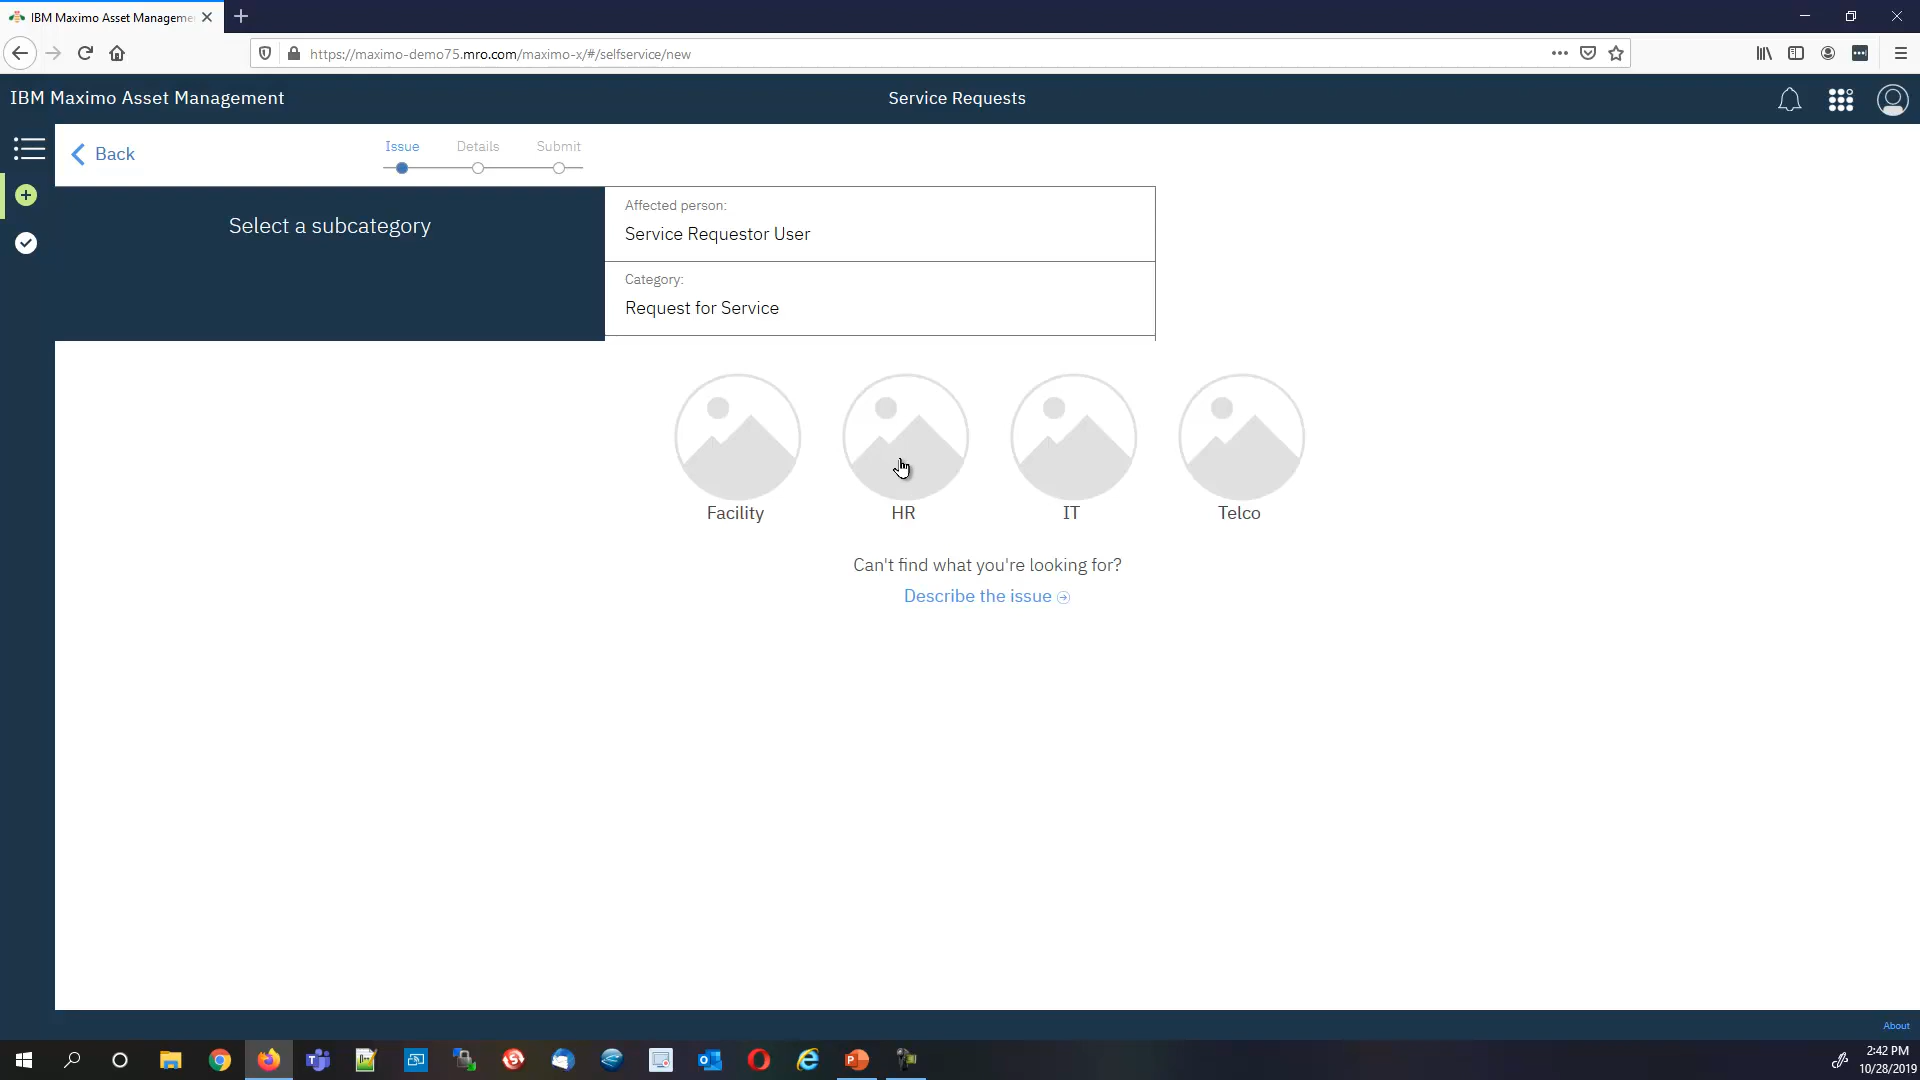 IBM Maximo Asset Manageme
https://maximo-demo75.mro.com/maximo-x/#/selfservice/new
IBM Maximo Asset Management
Service Requests
Back
Issue
Details
Submit
Select a subcategory
Affected person:
Service Requestor User
Category:
Request for Service
Facility
HR
IT
Telco
Can't find what you're looking for?
Describe the issue
About
2:42 PM
10/28/2019